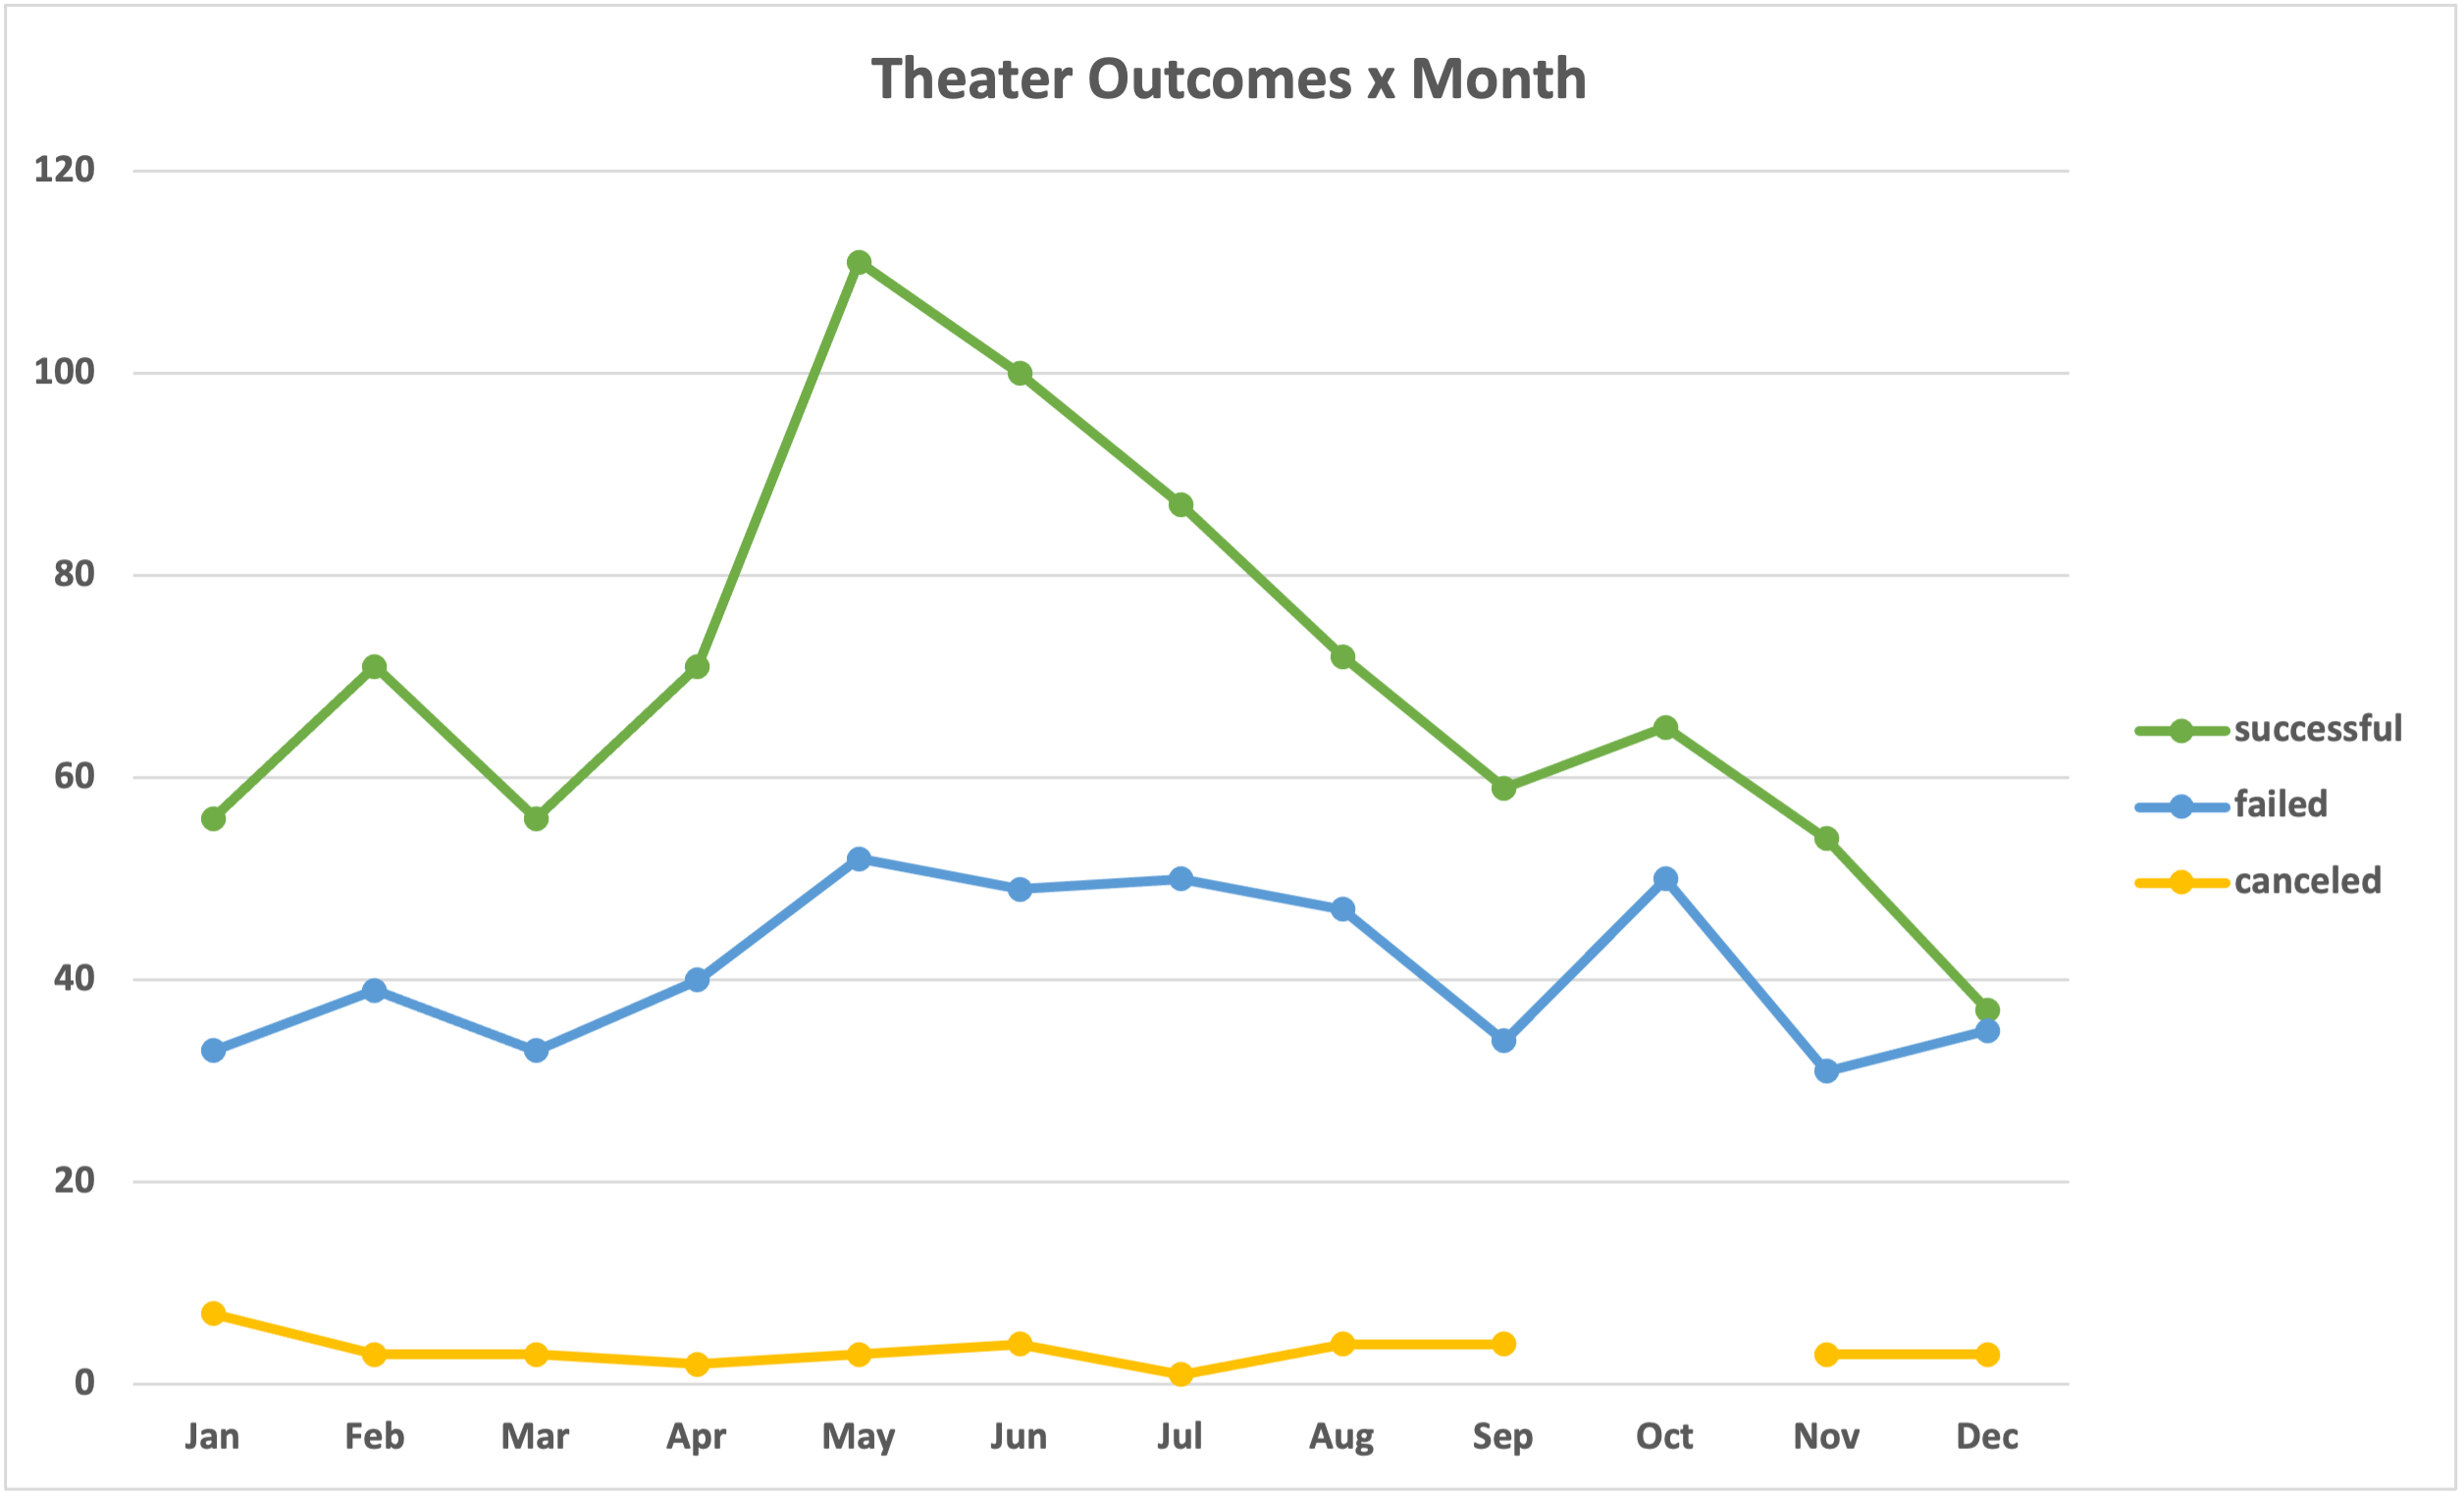 Theater Outcomes x Month
120
100
80
60
40
20
0
Jan Feb Mar Apr May Jun Jul Aug Sep Oct Nov Dec
successful
failed
canceled